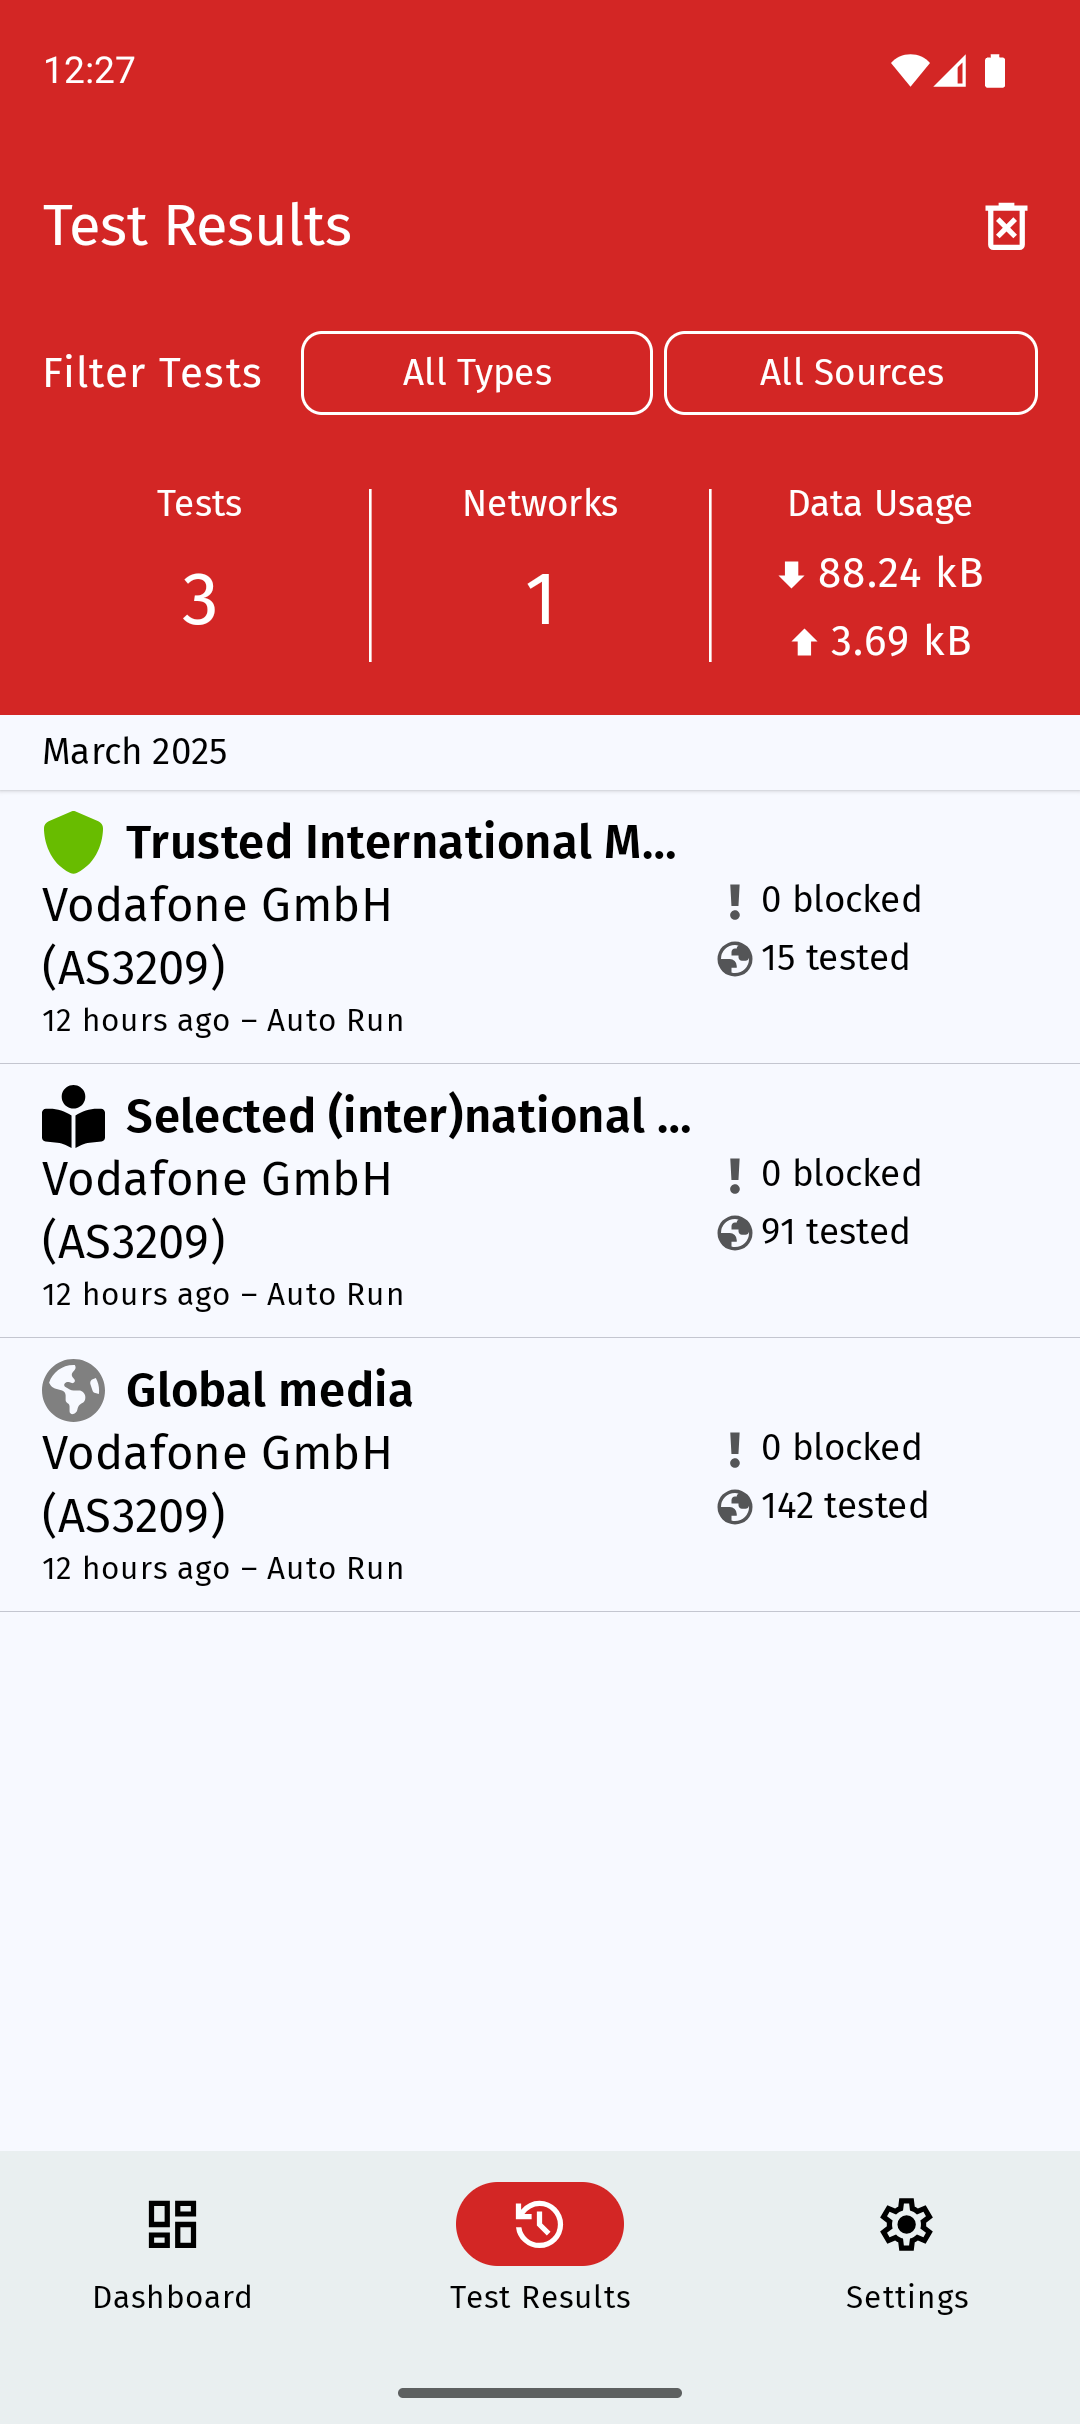 12:27
Test Results
Filter Tests All Types All Sources
Tests Networks Data Usage
3 1 88.24 kB
3.69 kB
March 2025
Trusted International M...
Vodafone GmbH
(AS3209)
0 blocked
15 tested
12 hours ago – Auto Run
Selected (inter)national ...
Vodafone GmbH
(AS3209)
0 blocked
91 tested
12 hours ago – Auto Run
Global media
Vodafone GmbH
(AS3209)
0 blocked
142 tested
12 hours ago – Auto Run
Dashboard Test Results Settings